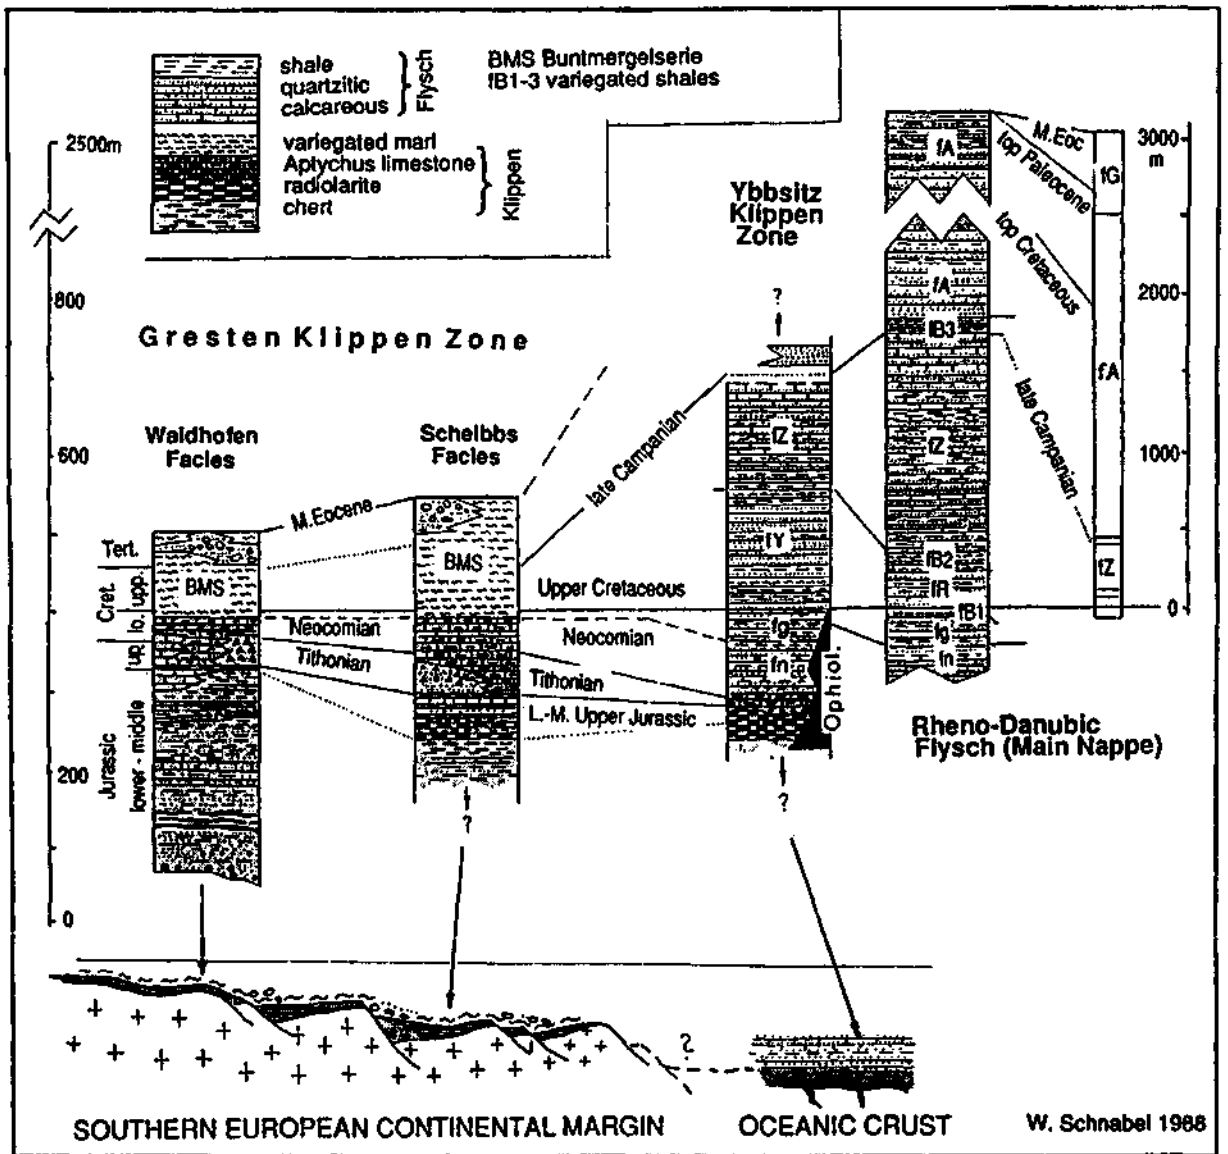 shale
quartzitic
calcareous
Flysch
variegated marl
Aptychus limestone
radiolarite
chert
Klippen
BMS Buntmergelserie
fB1-3 variegated shales
2500m
800
600
200
0
Gresten Klippen Zone
Waidhofen
Facies
Scheibbs
Facies
Ybbsitz
Klippen
Zone
Rheno-Danubic
Flysch (Main Nappe)
M.Eoc
top Paleocene
top Cretaceous
late Campanian
3000
m
2000
1000
0
fG
fA
fZ
fA
fA
fB3
fZ
fB2
fR
fB1
fg
fn
?
fZ
fY
fg
fn
Ophiol.
?
late Campanian
M.Eocene
BMS
BMS
Upper Cretaceous
Neocomian
Neocomian
Tithonian
Tithonian
L.-M. Upper Jurassic
?
Tert.
Cret.
upp.
lo.
up.
Jurassic
lower - middle
?
SOUTHERN EUROPEAN CONTINENTAL MARGIN
OCEANIC CRUST
W. Schnabel 1988